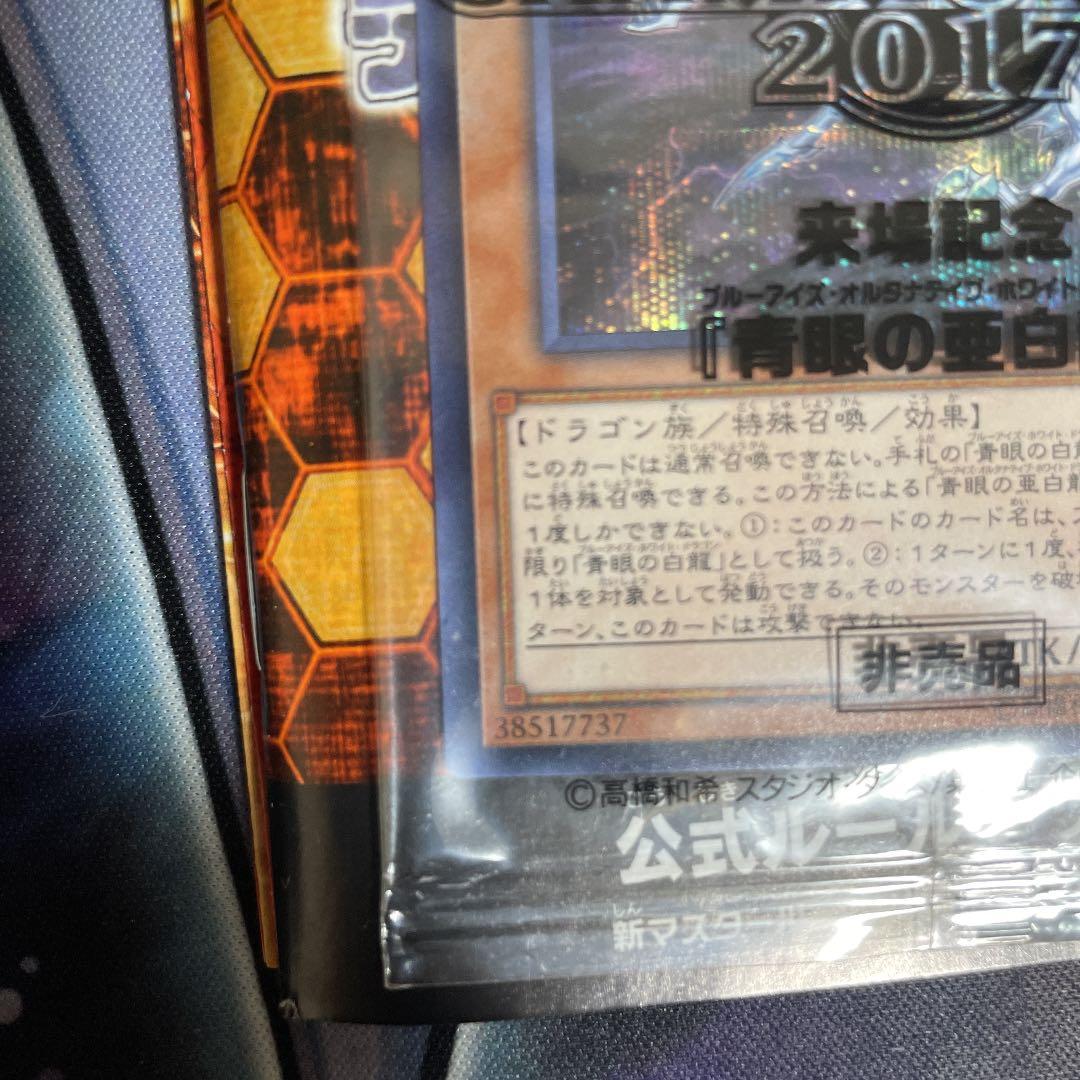 2017
来場記念
ブルーアイズ・オルタナティヴ・ホワイト・
『青眼の亜白
【ドラゴン族／特殊召喚／効果】
このカードは通常召喚できない。手札の「青眼の白龍
に特殊召喚できる。この方法による「青眼の亜白龍
1度しかできない。①：このカードのカード名は、
限り「青眼の白龍」として扱う。②：1ターンに1度、
1体を対象として発動できる。そのモンスターを破
ターン、このカードは攻撃できない。
TK/
非売品
38517737
©高橋和希 スタジオ・ダ
公式ルール
新マスタール